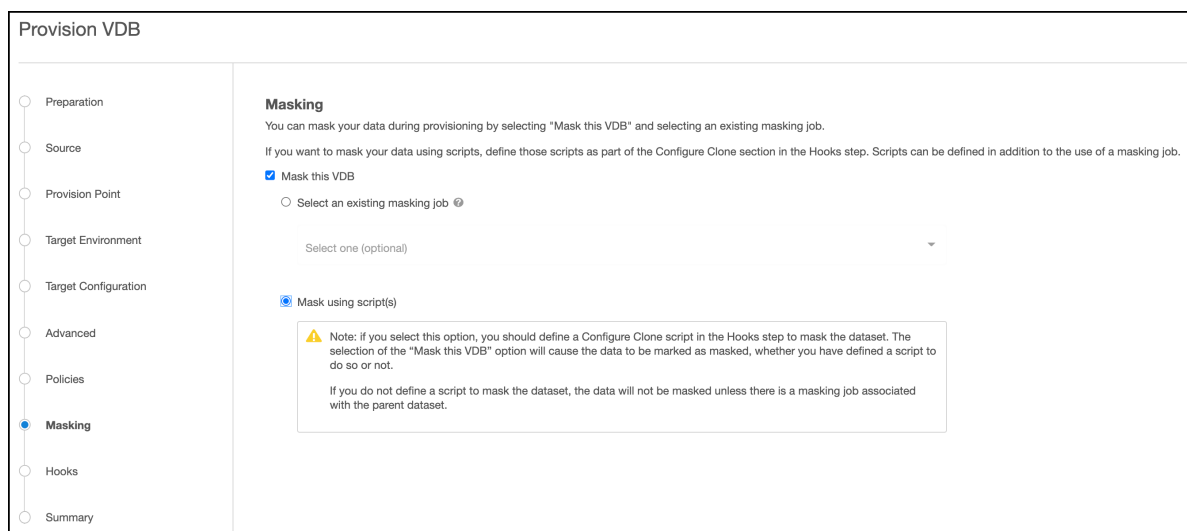 Provision VDB
Preparation
Source
Provision Point
Target Environment
Target Configuration
Advanced
Policies
Masking
Hooks
Summary
Masking
You can mask your data during provisioning by selecting "Mask this VDB" and selecting an existing masking job.
If you want to mask your data using scripts, define those scripts as part of the Configure Clone section in the Hooks step. Scripts can be defined in addition to the use of a masking job.
Mask this VDB
Select an existing masking job
Select one (optional)
Mask using script(s)
Note: if you select this option, you should define a Configure Clone script in the Hooks step to mask the dataset. The
selection of the “Mask this VDB” option will cause the data to be marked as masked, whether you have defined a script to
do so or not.
If you do not define a script to mask the dataset, the data will not be masked unless there is a masking job associated
with the parent dataset.